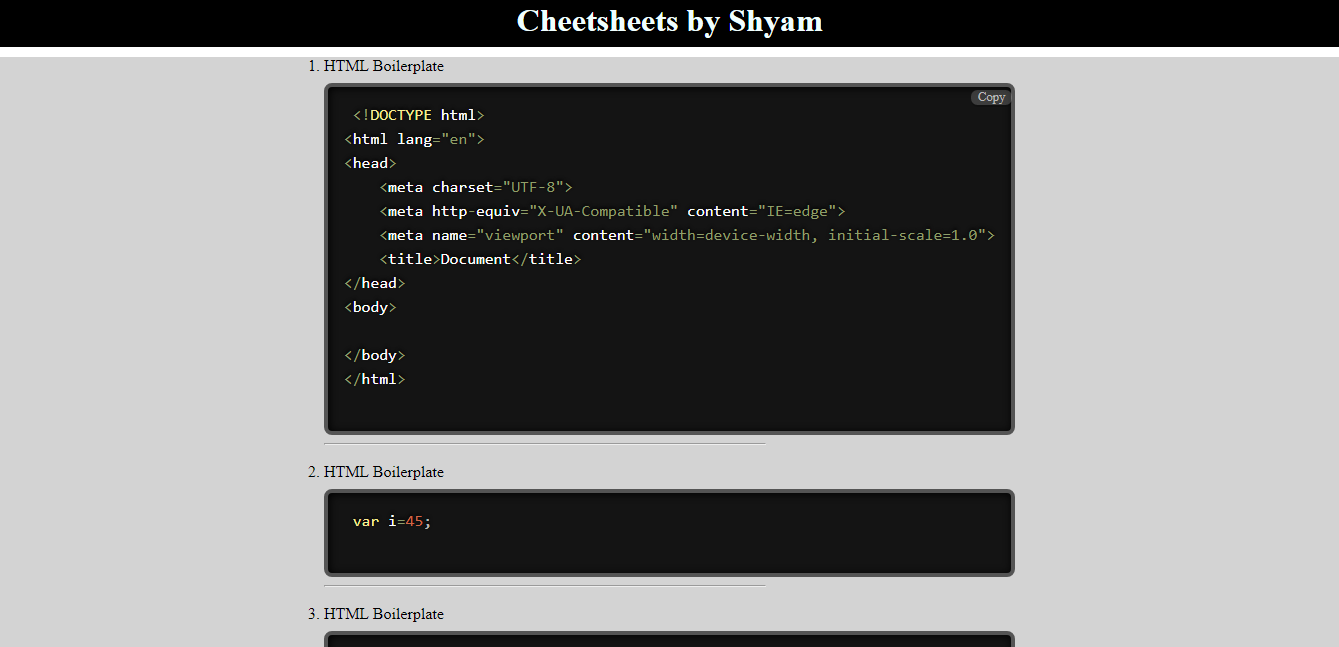 Cheetsheets by Shyam
1. HTML Boilerplate
Copy
<!DOCTYPE html>
<html lang="en">
<head>
    <meta charset="UTF-8">
    <meta http-equiv="X-UA-Compatible" content="IE=edge">
    <meta name="viewport" content="width=device-width, initial-scale=1.0">
    <title>Document</title>
</head>
<body>
</body>
</html>
2. HTML Boilerplate
var i=45;
3. HTML Boilerplate